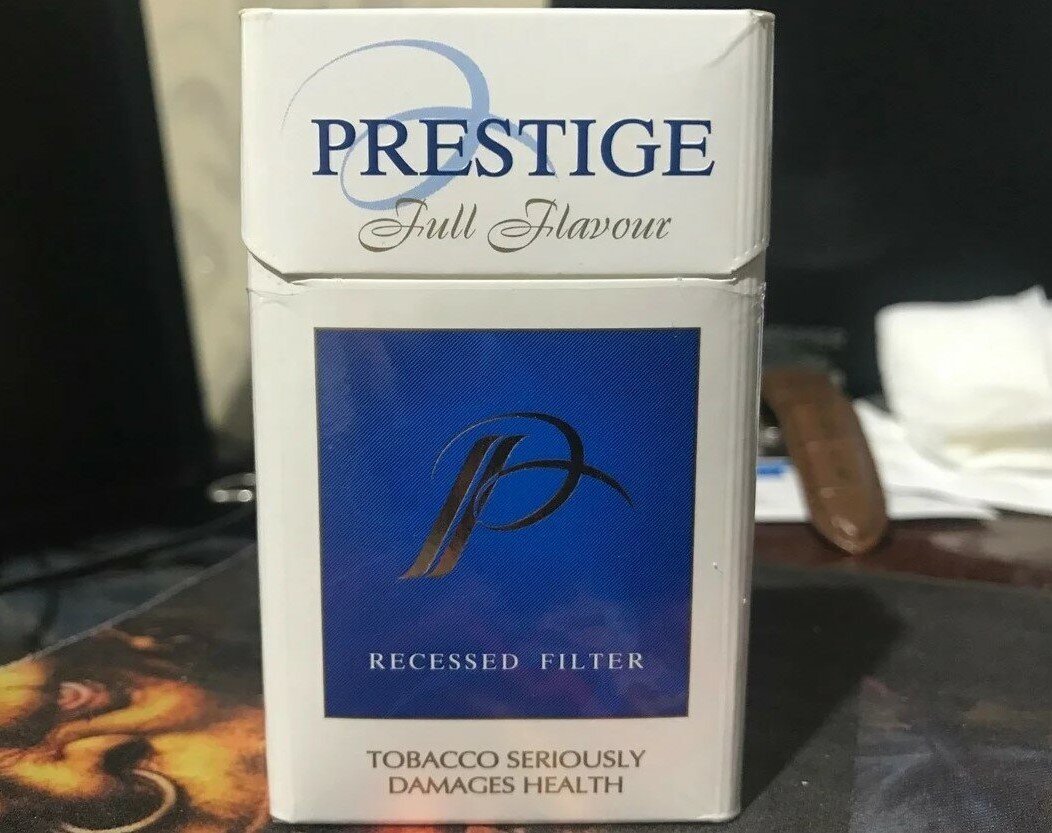 PRESTIGE
Full Flavour
P
RECESSED FILTER
TOBACCO SERIOUSLY
DAMAGES HEALTH